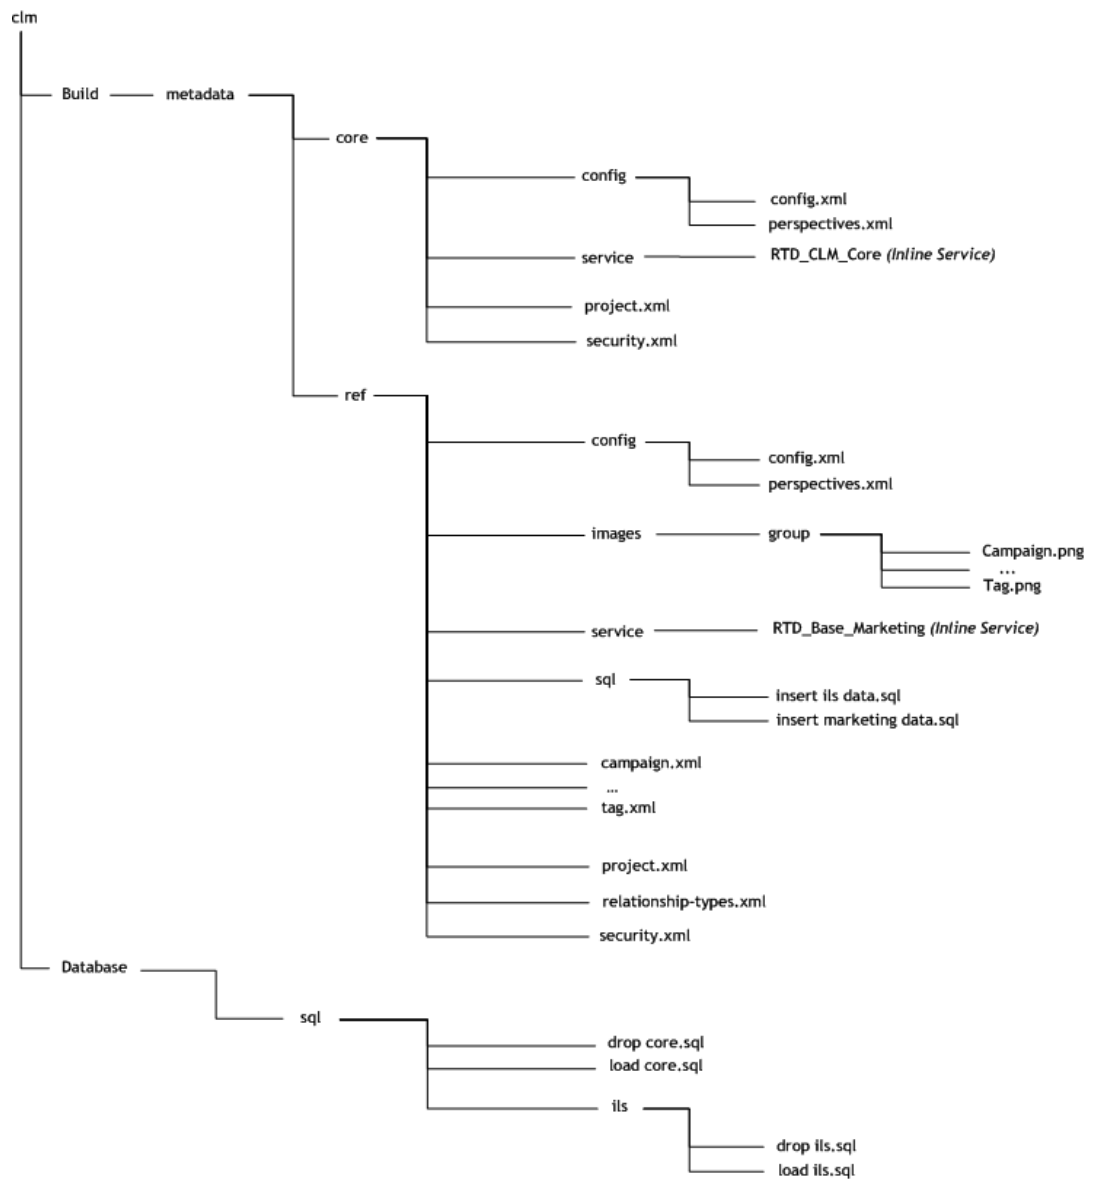 clm
Build
metadata
core
config
config.xml
perspectives.xml
service
RTD_CLM_Core (Inline Service)
project.xml
security.xml
ref
config
config.xml
perspectives.xml
images
group
Campaign.png
...
Tag.png
service
RTD_Base_Marketing (Inline Service)
sql
insert ils data.sql
insert marketing data.sql
campaign.xml
...
tag.xml
project.xml
relationship-types.xml
security.xml
Database
sql
drop core.sql
load core.sql
ils
drop ils.sql
load ils.sql